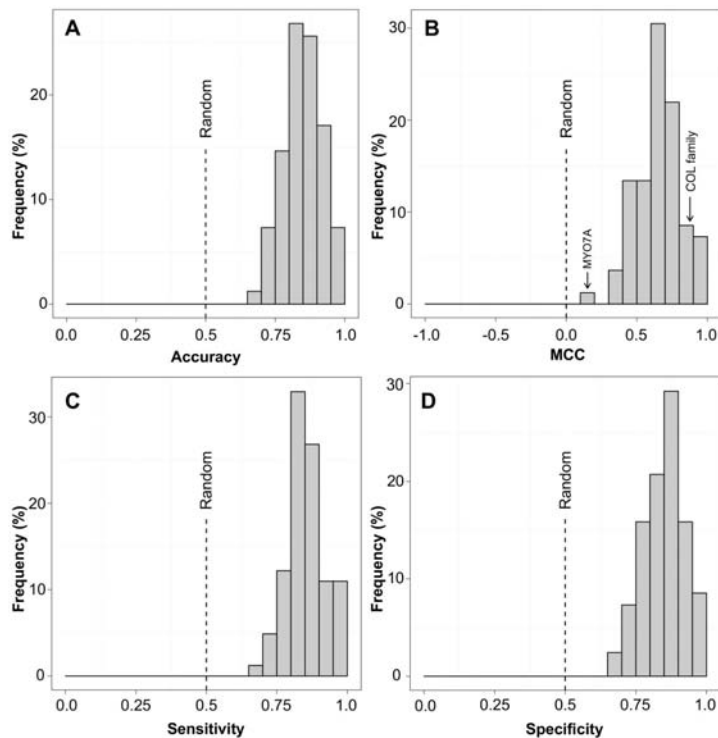 A
Random
Frequency (%)
20
10
0
0.0 0.25 0.5 0.75 1.0
Accuracy
B
Random
MYO7A
COL family
Frequency (%)
30
20
10
0
-1.0 -0.5 0.0 0.5 1.0
MCC
C
Random
Frequency (%)
30
20
10
0
0.0 0.25 0.5 0.75 1.0
Sensitivity
D
Random
Frequency (%)
30
20
10
0
0.0 0.25 0.5 0.75 1.0
Specificity